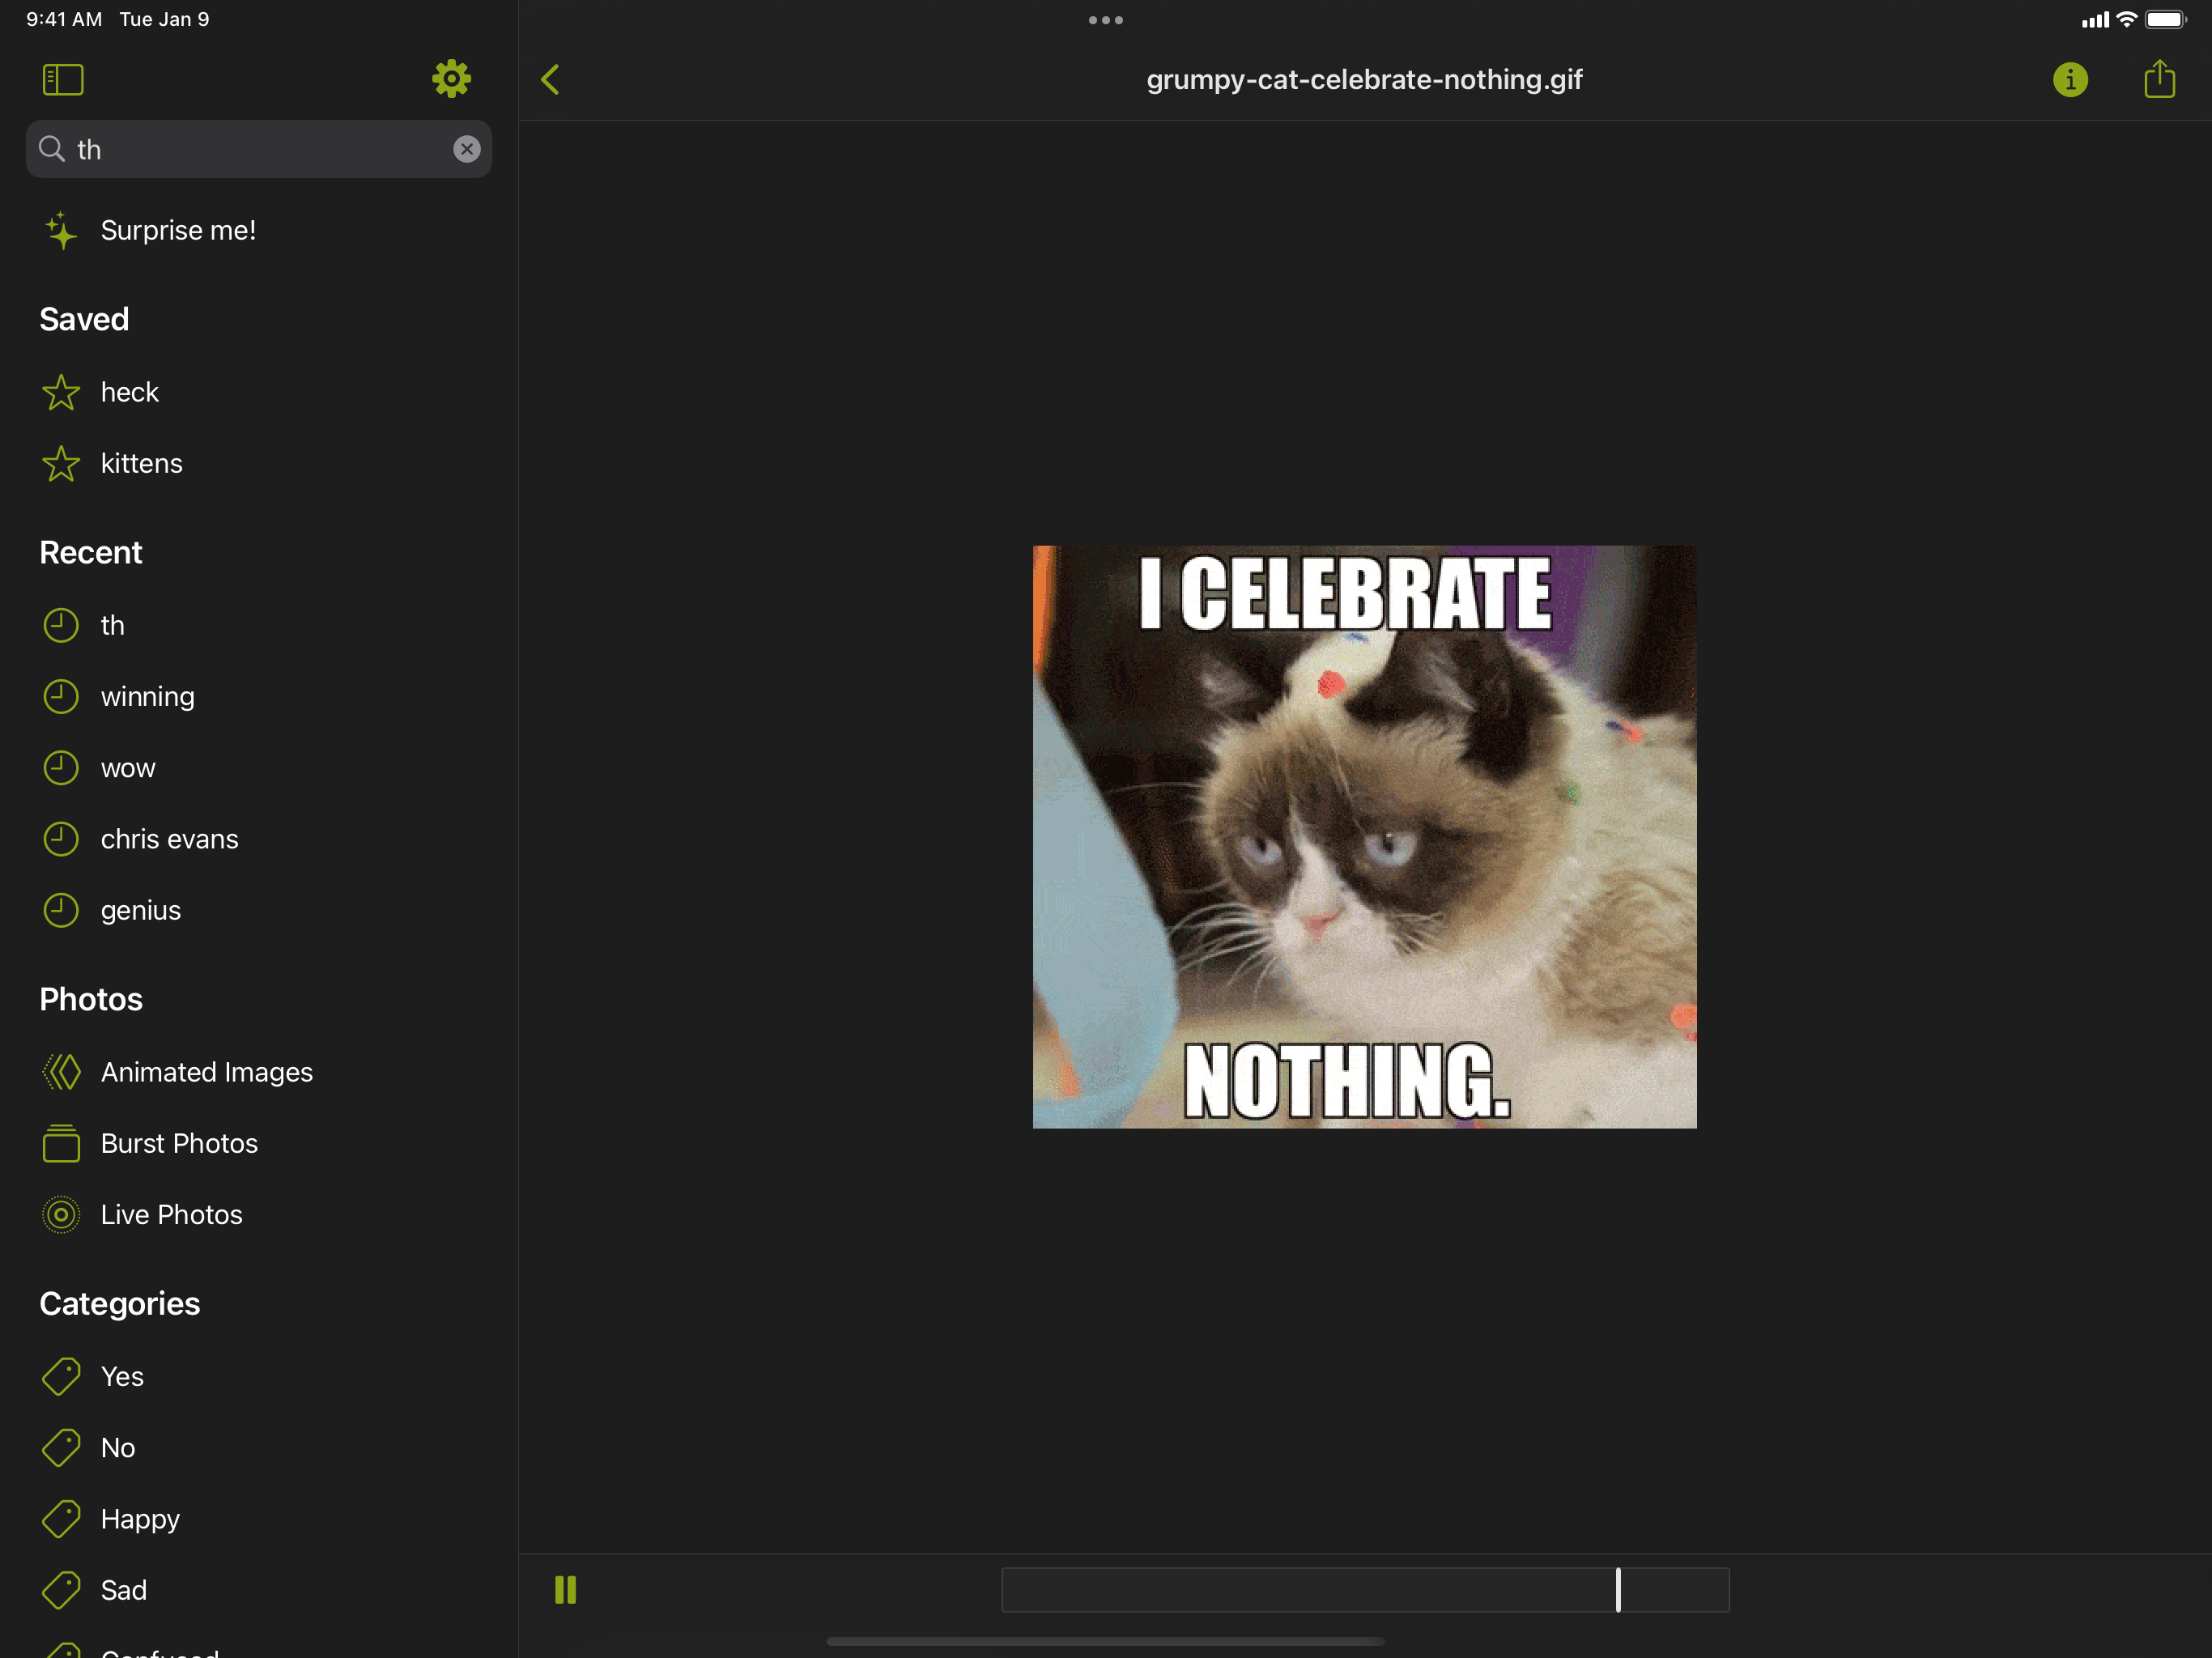 9:41 AM Tue Jan 9
th
Surprise me!
Saved
heck
kittens
Recent
th
winning
wow
chris evans
genius
Photos
Animated Images
Burst Photos
Live Photos
Categories
Yes
No
Happy
Sad
grumpy-cat-celebrate-nothing.gif
I CELEBRATE
NOTHING.